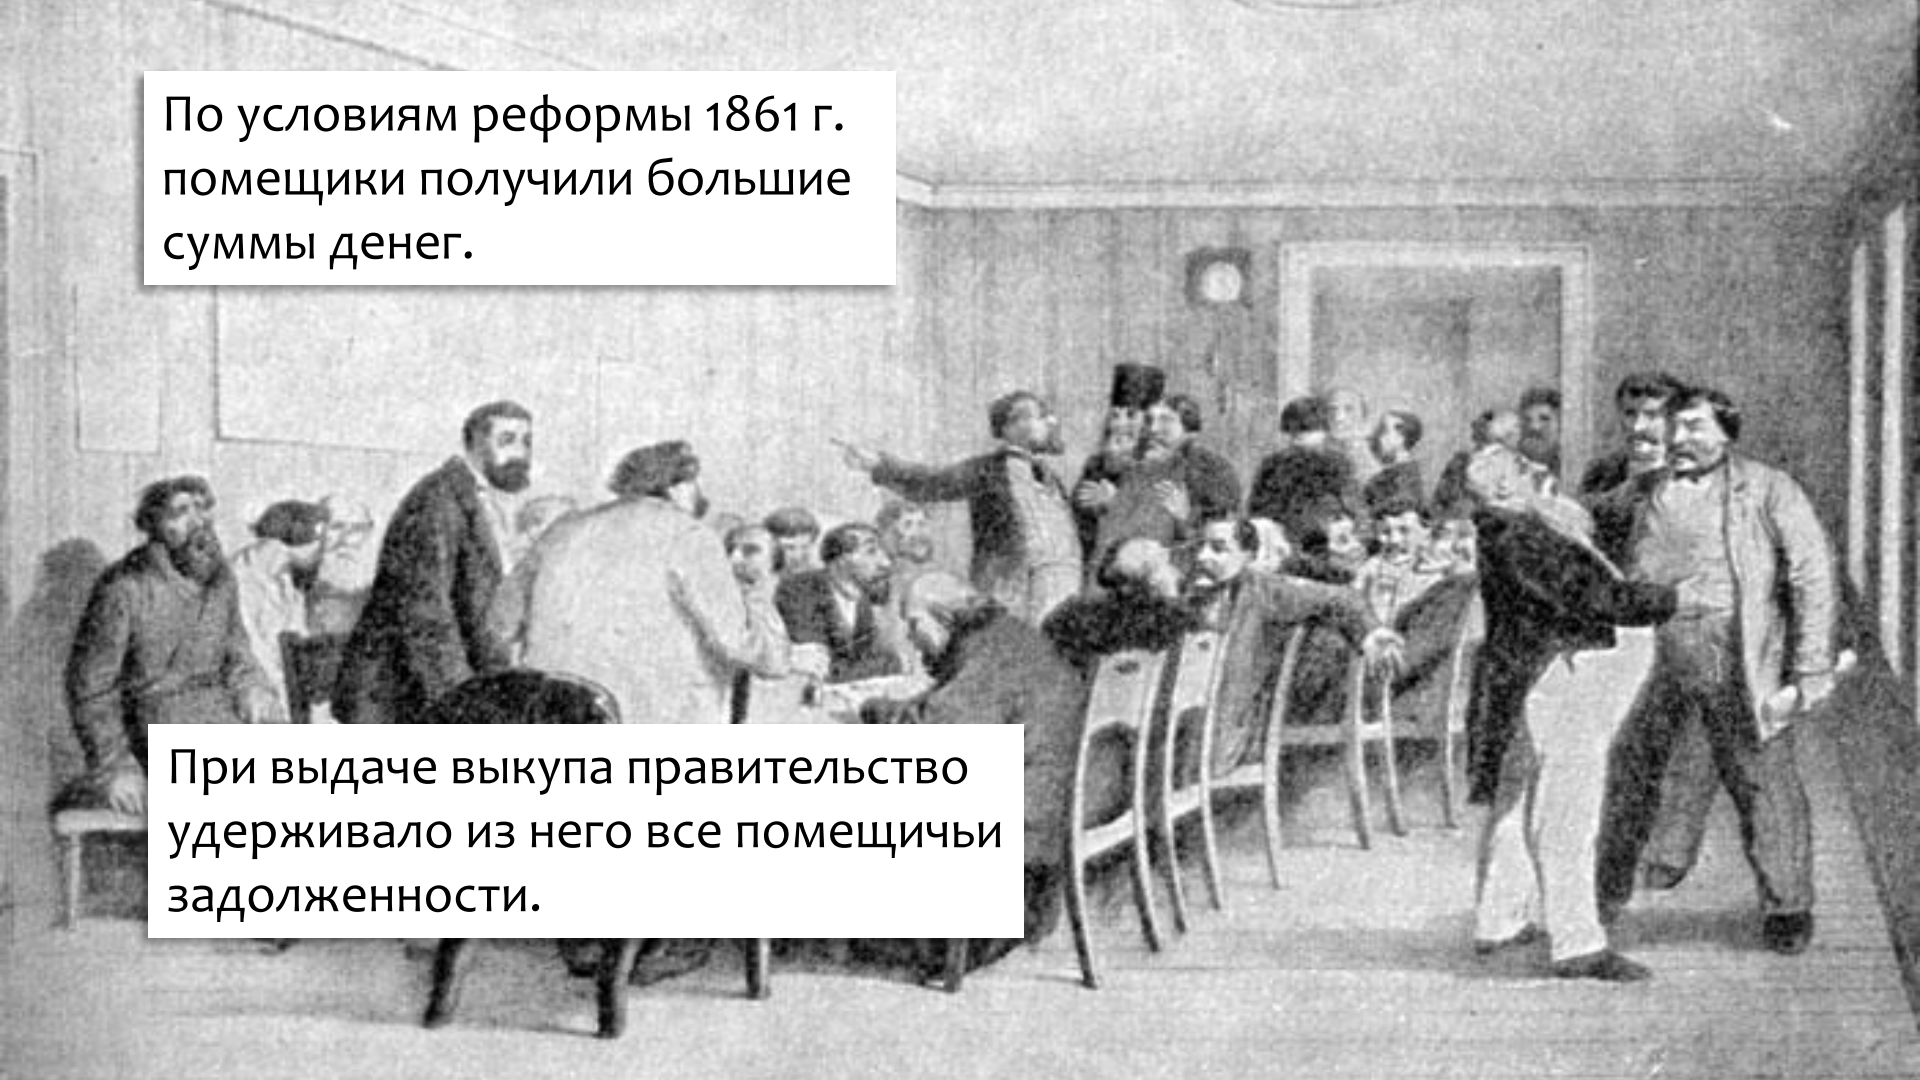 По условиям реформы 1861 г.
помещики получили большие
суммы денег.
При выдаче выкупа правительство
удерживало из него все помещичьи
задолженности.